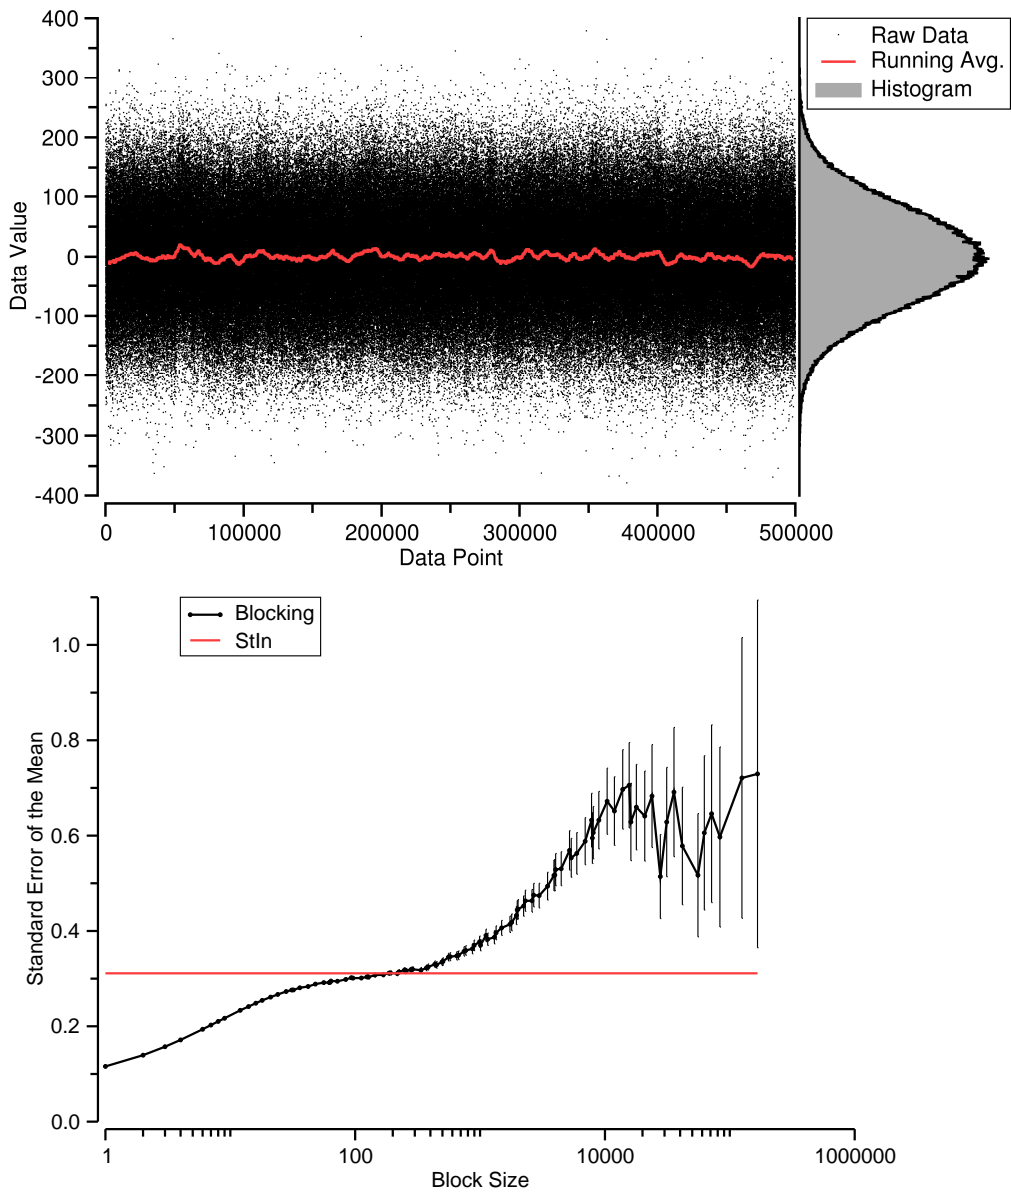 400
300
200
100
0
-100
-200
-300
-400
Data Value
0
100000
200000
300000
400000
500000
Data Point
Raw Data
Running Avg.
Histogram
Blocking
StIn
1.0
0.8
0.6
0.4
0.2
0.0
Standard Error of the Mean
1
100
10000
1000000
Block Size